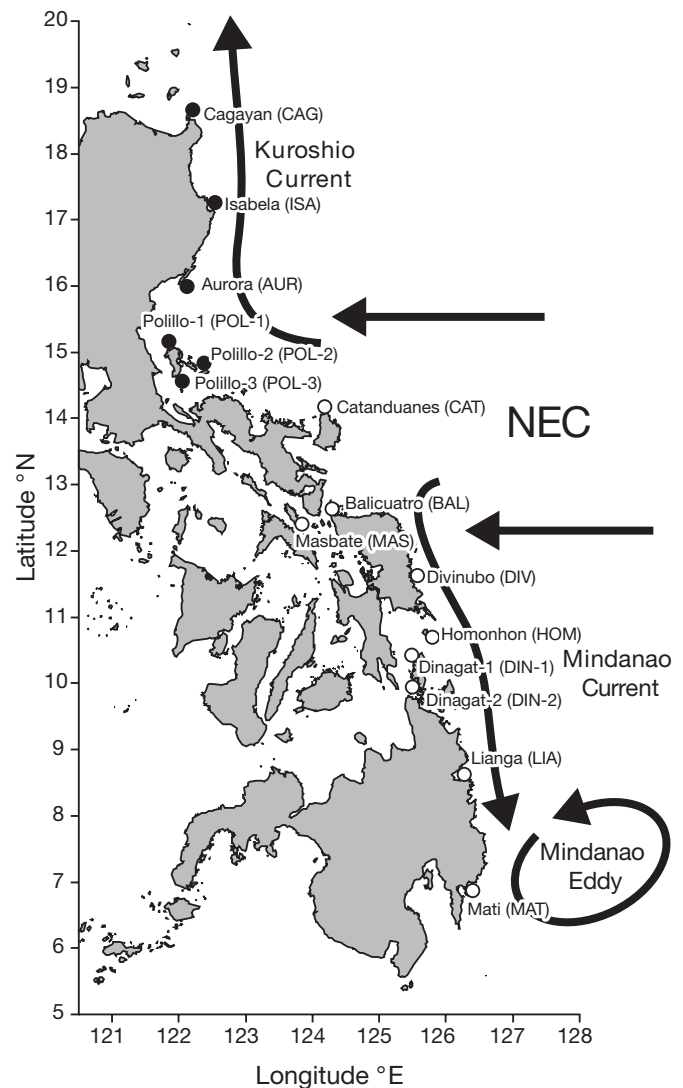 20
19
18
17
16
15
14
13
12
11
10
9
8
7
6
5
Latitude °N
121
122
123
124
125
126
127
128
Longitude °E
Cagayan (CAG)
Kuroshio
Current
Isabela (ISA)
Aurora (AUR)
Polillo-1 (POL-1)
Polillo-2 (POL-2)
Polillo-3 (POL-3)
Catanduanes (CAT)
NEC
Balicuatro (BAL)
Masbate (MAS)
Divinubo (DIV)
Homonhon (HOM)
Mindanao
Current
Dinagat-1 (DIN-1)
Dinagat-2 (DIN-2)
Lianga (LIA)
Mindanao
Eddy
Mati (MAT)